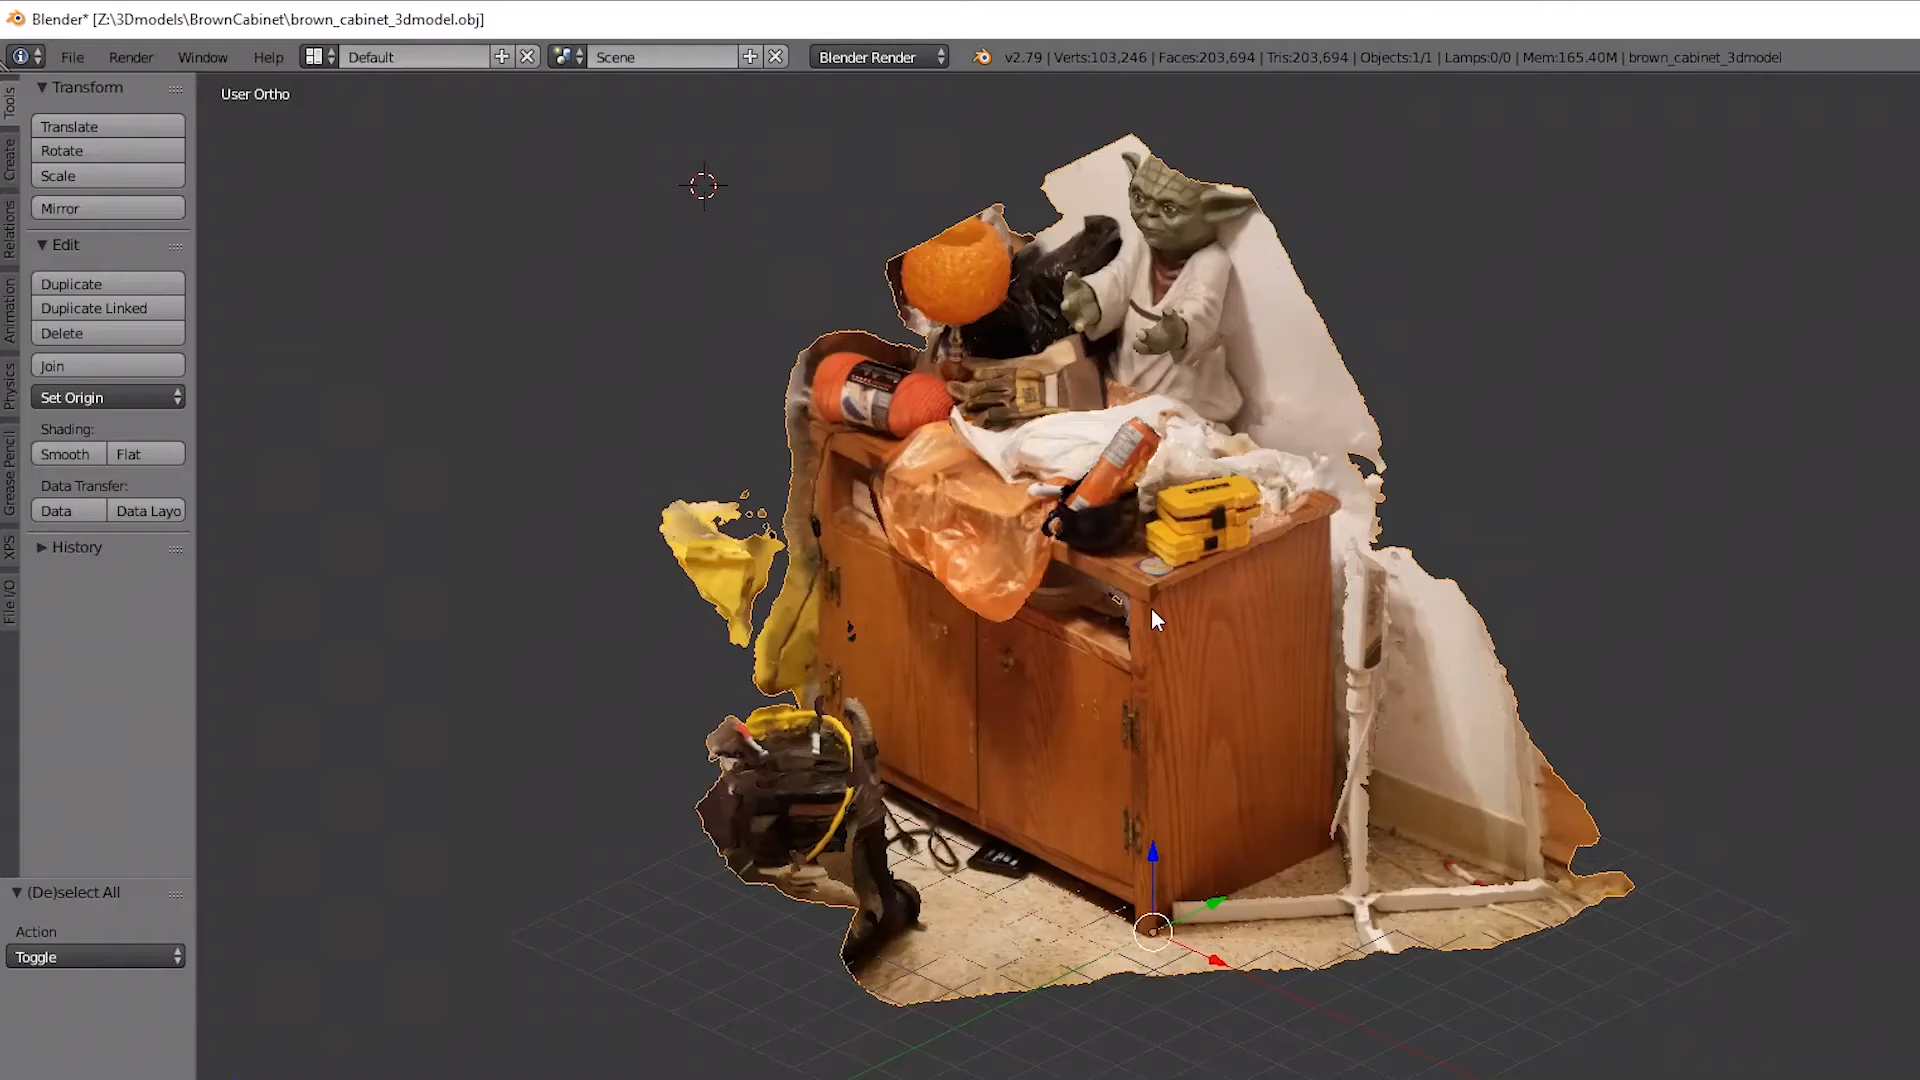 Blender* [Z:\3Dmodels\BrownCabinet\brown_cabinet_3dmodel.obj]
File Render Window Help Default Scene Blender Render v2.79 | Verts:103,246 | Faces:203,694 | Tris:203,694 | Objects:1/1 | Lamps:0/0 | Mem:165.40M | brown_cabinet_3dmodel
Tools
Create
Relations
Animation
Physics
Grease Pencil
XPS
File I/O
Transform
Translate
Rotate
Scale
Mirror
Edit
Duplicate
Duplicate Linked
Delete
Join
Set Origin
Shading:
Smooth Flat
Data Transfer:
Data Data Layo
History
(De)select All
Action
Toggle
User Ortho